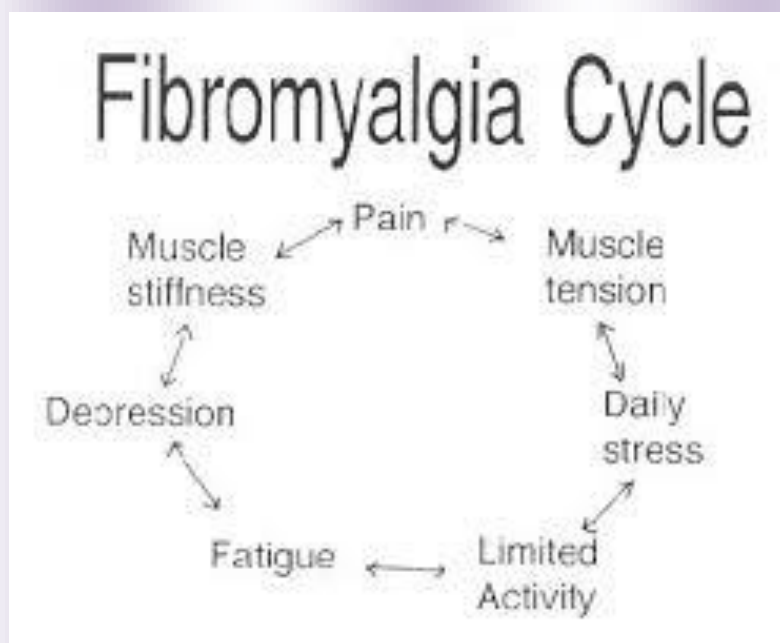 Fibromyalgia Cycle
Pain
Muscle
tension
Daily
stress
Limited
Activity
Fatigue
Depression
Muscle
stiffness